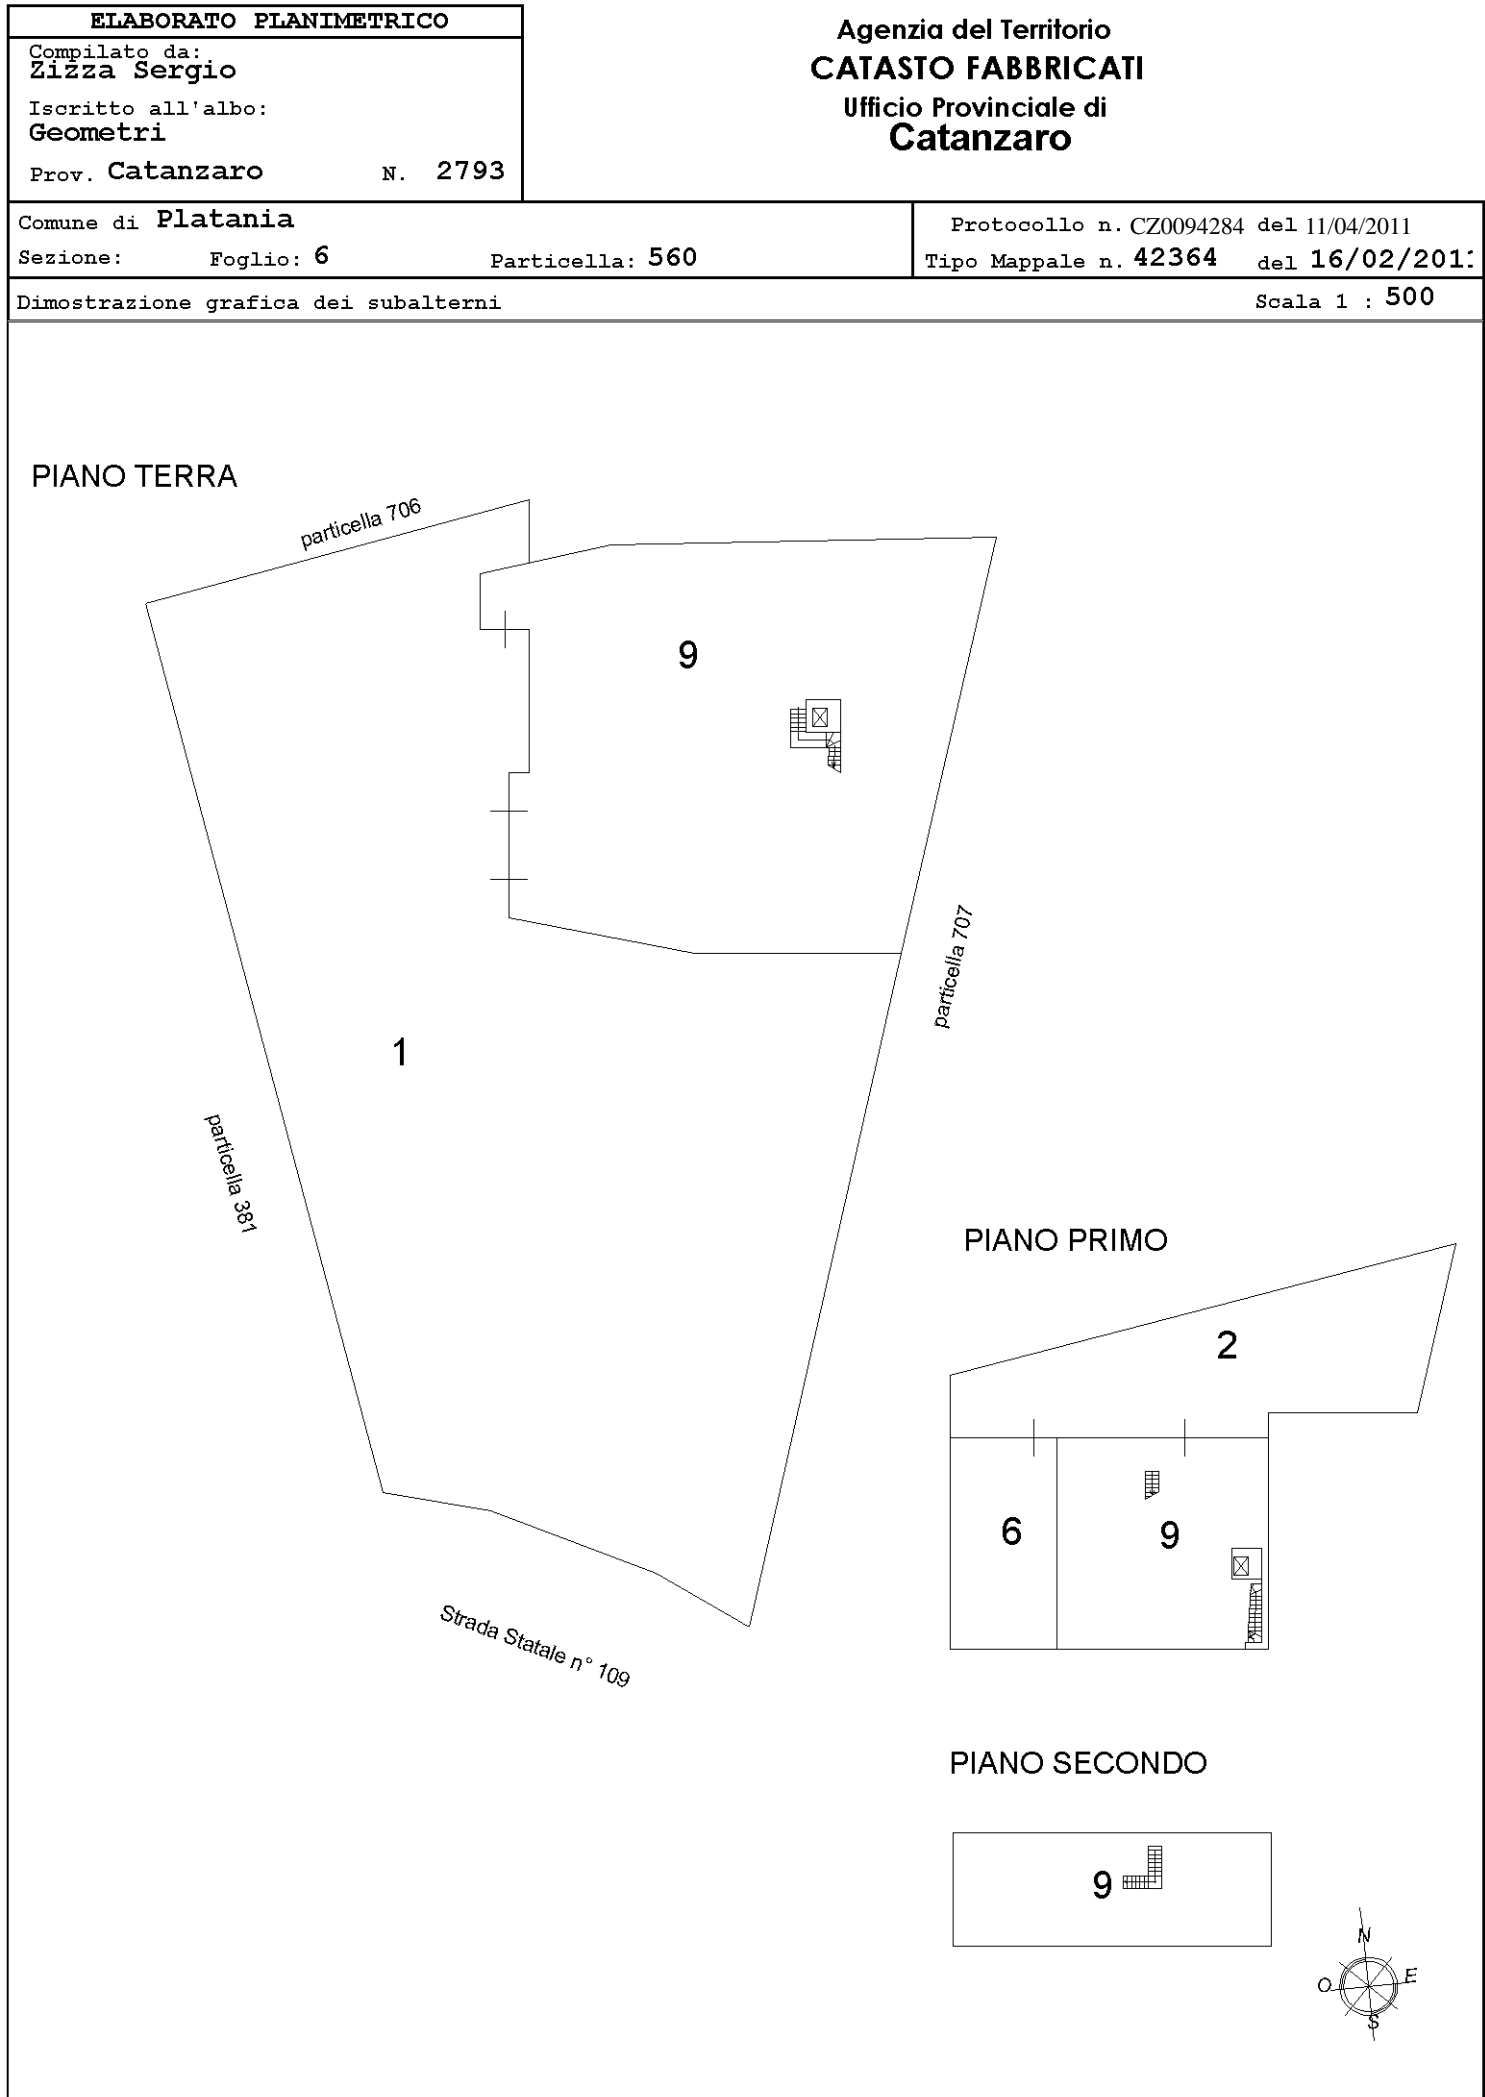 ELABORATO PLANIMETRICO
Compilato da:
Zizza Sergio
Iscritto all'albo:
Geometri
Prov. Catanzaro N. 2793
Agenzia del Territorio
CATASTO FABBRICATI
Ufficio Provinciale di
Catanzaro
Comune di Platania
Sezione: Foglio: 6 Particella: 560
Protocollo n. CZ0094284 del 11/04/2011
Tipo Mappale n. 42364 del 16/02/201
Dimostrazione grafica dei subalterni Scala 1 : 500
PIANO TERRA
particella 706
9
particella 707
1
particella 381
Strada Statale n° 109
PIANO PRIMO
2
6 9
PIANO SECONDO
9
N
O E
S